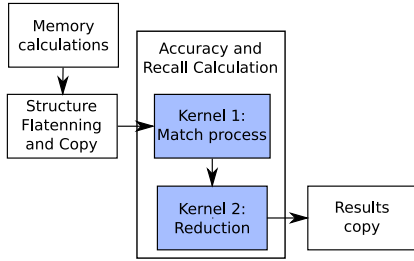 Memory
calculations
Structure
Flatenning
and Copy
Accuracy and
Recall Calculation
Kernel 1:
Match process
Kernel 2:
Reduction
Results
copy